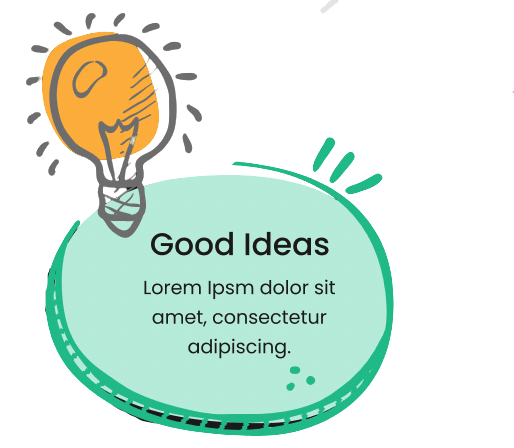 Good Ideas
Lorem Ipsm dolor sit
amet, consectetur
adipiscing.